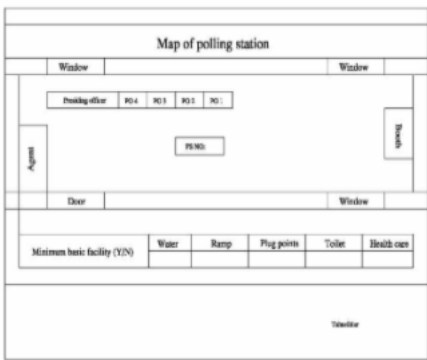 Map of polling station
Window Window
Presiding officer PO 4 PO 3 PO 2 PO 1
Agent
Booth
PS NO:
Door Window
Minimum basic facility (Y/N) Water Ramp Plug points Toilet Health care
Tahsildar